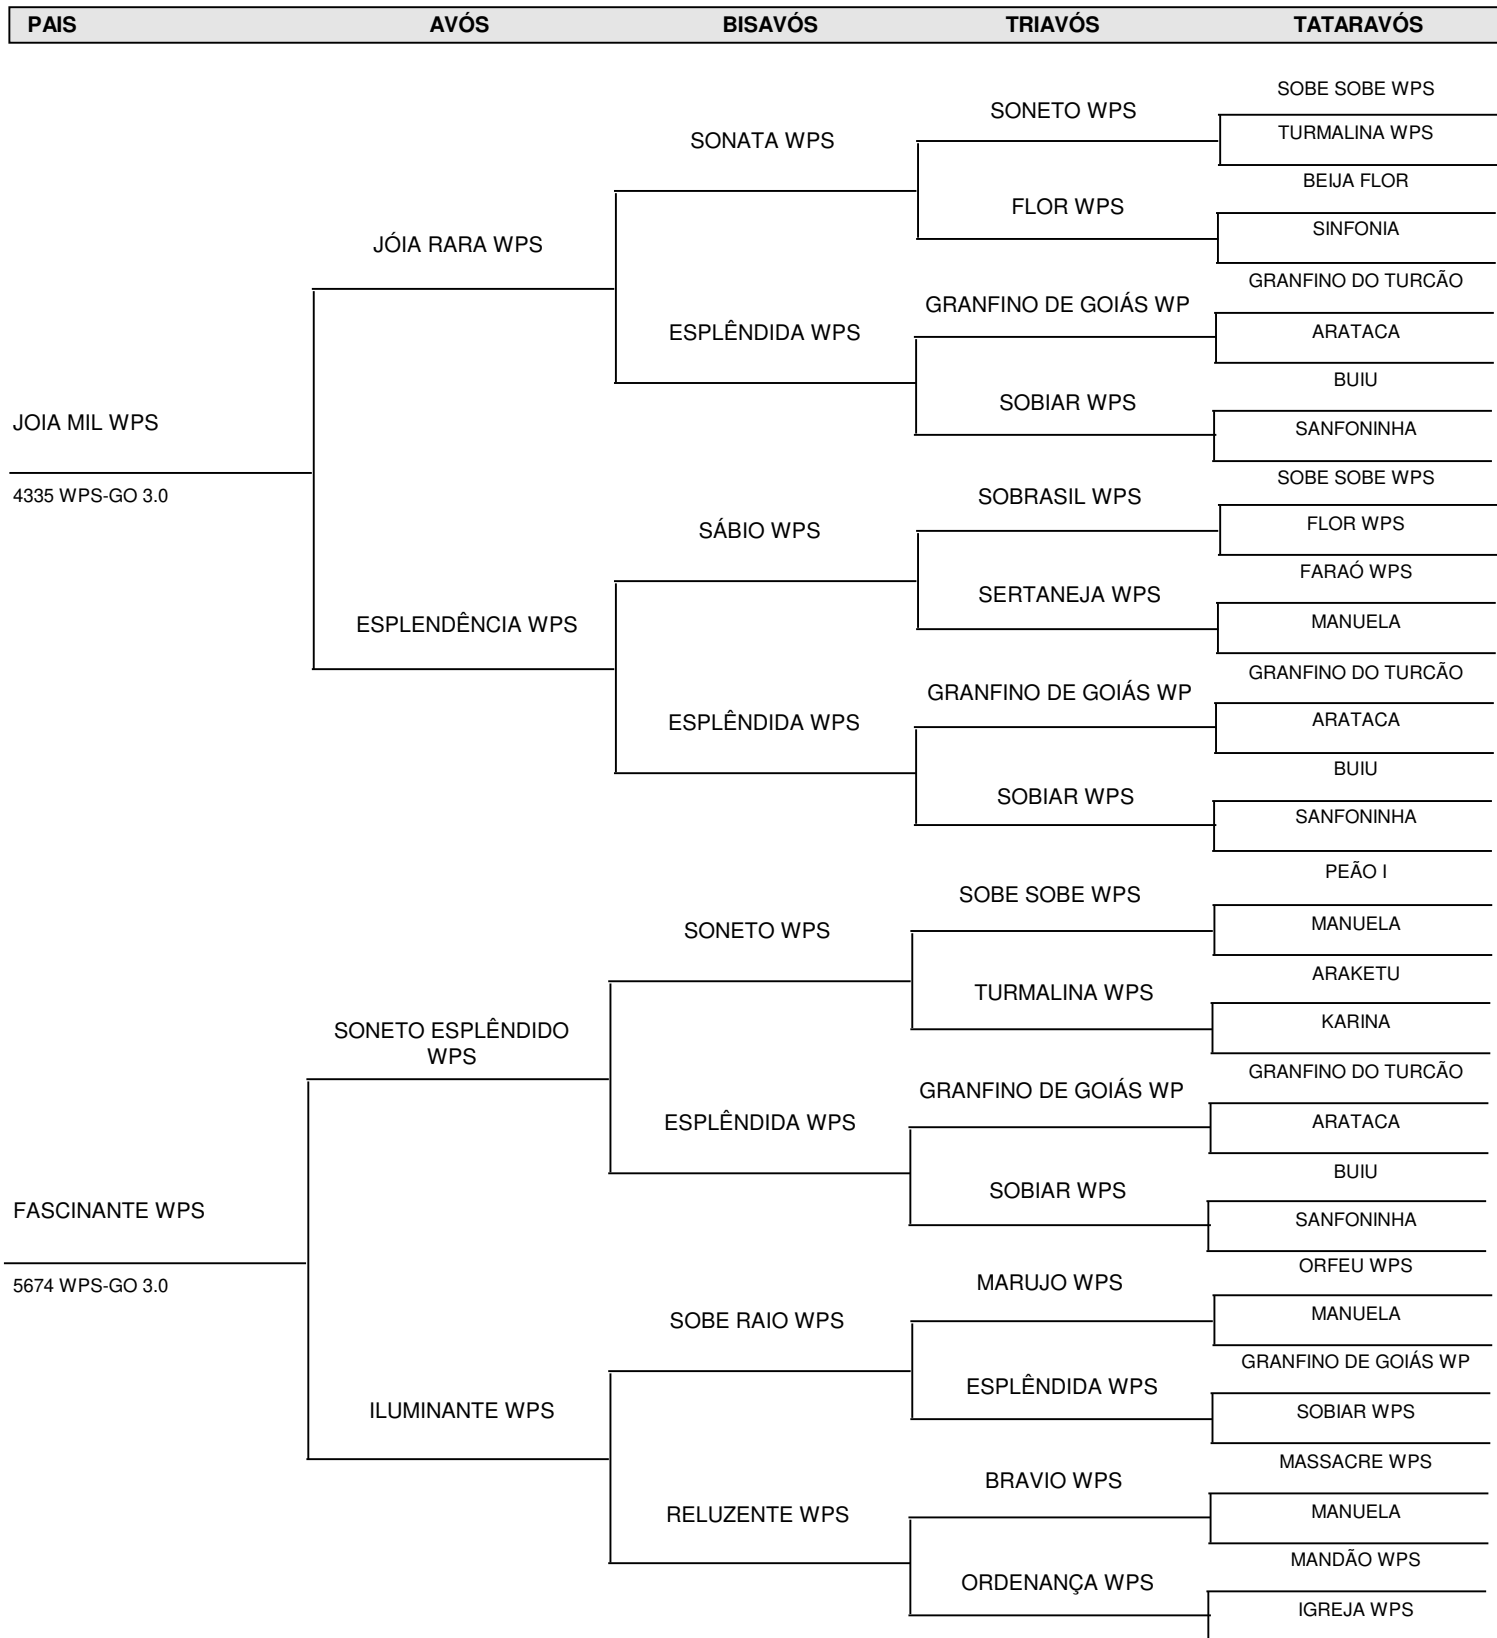 PAIS AVÓS BISAVÓS TRIAVÓS TATARAVÓS
SOBE SOBE WPS
SONETO WPS
TURMALINA WPS
SONATA WPS
BEIJA FLOR
FLOR WPS
SINFONIA
JÓIA RARA WPS
GRANFINO DO TURCÃO
GRANFINO DE GOIÁS WP
ARATACA
ESPLÊNDIDA WPS
BUIU
SOBIAR WPS
SANFONINHA
JOIA MIL WPS
4335 WPS-GO 3.0
SOBE SOBE WPS
SOBRASIL WPS
FLOR WPS
SÁBIO WPS
FARAÓ WPS
SERTANEJA WPS
MANUELA
ESPLENDÊNCIA WPS
GRANFINO DO TURCÃO
GRANFINO DE GOIÁS WP
ARATACA
ESPLÊNDIDA WPS
BUIU
SOBIAR WPS
SANFONINHA
PEÃO I
SOBE SOBE WPS
MANUELA
SONETO WPS
ARAKETU
TURMALINA WPS
KARINA
SONETO ESPLÊNDIDO
WPS
GRANFINO DO TURCÃO
GRANFINO DE GOIÁS WP
ARATACA
ESPLÊNDIDA WPS
BUIU
SOBIAR WPS
SANFONINHA
FASCINANTE WPS
5674 WPS-GO 3.0
ORFEU WPS
MARUJO WPS
MANUELA
SOBE RAIO WPS
GRANFINO DE GOIÁS WP
ESPLÊNDIDA WPS
SOBIAR WPS
ILUMINANTE WPS
MASSACRE WPS
BRAVIO WPS
MANUELA
RELUZENTE WPS
MANDÃO WPS
ORDENANÇA WPS
IGREJA WPS